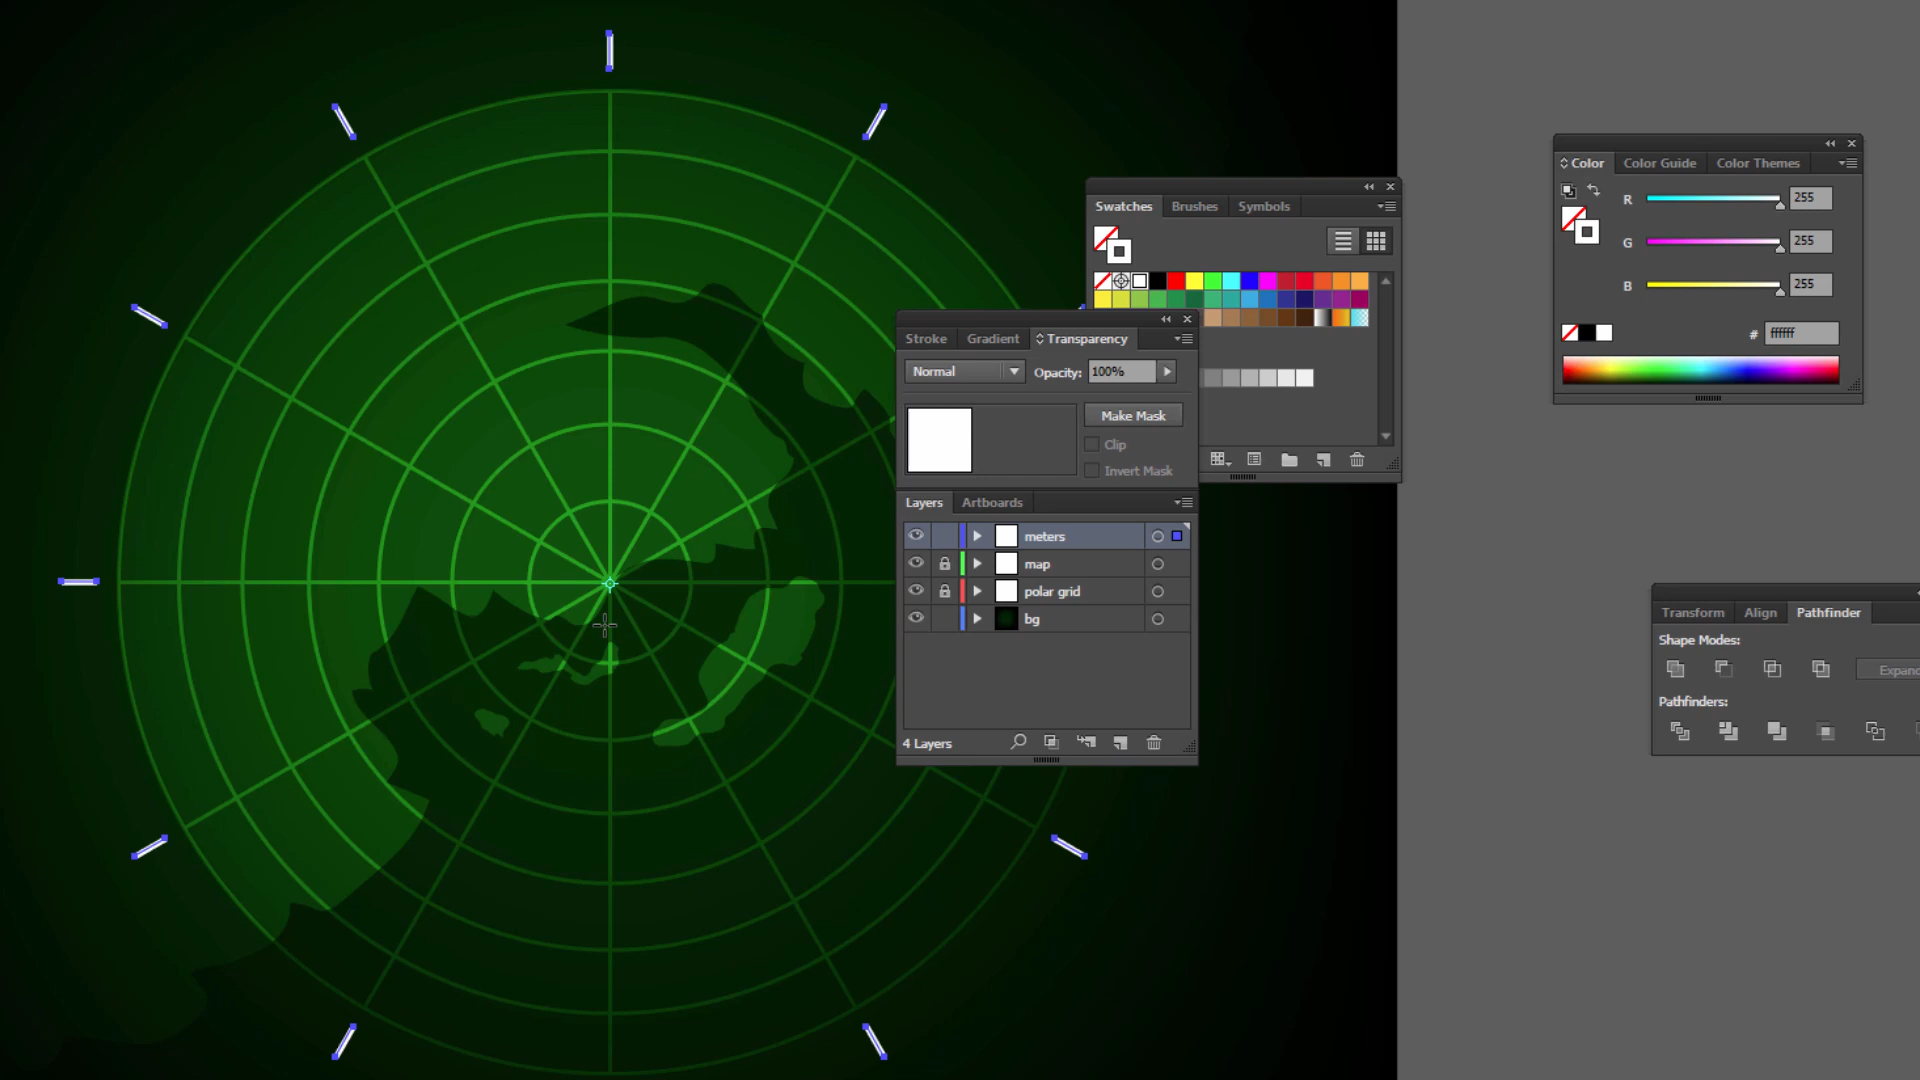 Color Color Guide Color Themes
R 255
G 255
B 255
# ffffff
Swatches Brushes Symbols
Stroke Gradient Transparency
Normal Opacity: 100%
Make Mask
Clip
Invert Mask
Layers Artboards
meters
map
polar grid
bg
4 Layers
Transform Align Pathfinder
Shape Modes:
Expan
Pathfinders: